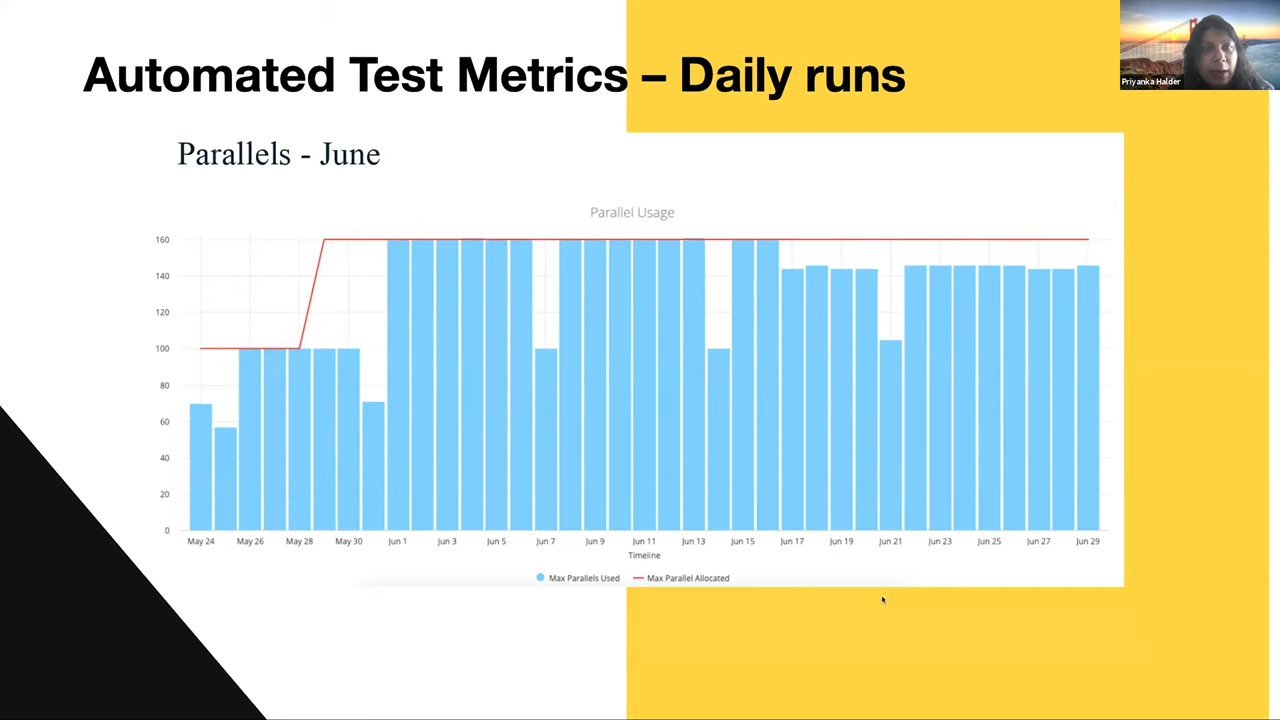 Automated Test Metrics – Daily runs
Priyanka Halder
Parallels - June
Parallel Usage
160
140
120
100
80
60
40
20
0
May 24 May 26 May 28 May 30 Jun 1 Jun 3 Jun 5 Jun 7 Jun 9 Jun 11 Jun 13 Jun 15 Jun 17 Jun 19 Jun 21 Jun 23 Jun 25 Jun 27 Jun 29
Timeline
Max Parallels Used Max Parallel Allocated